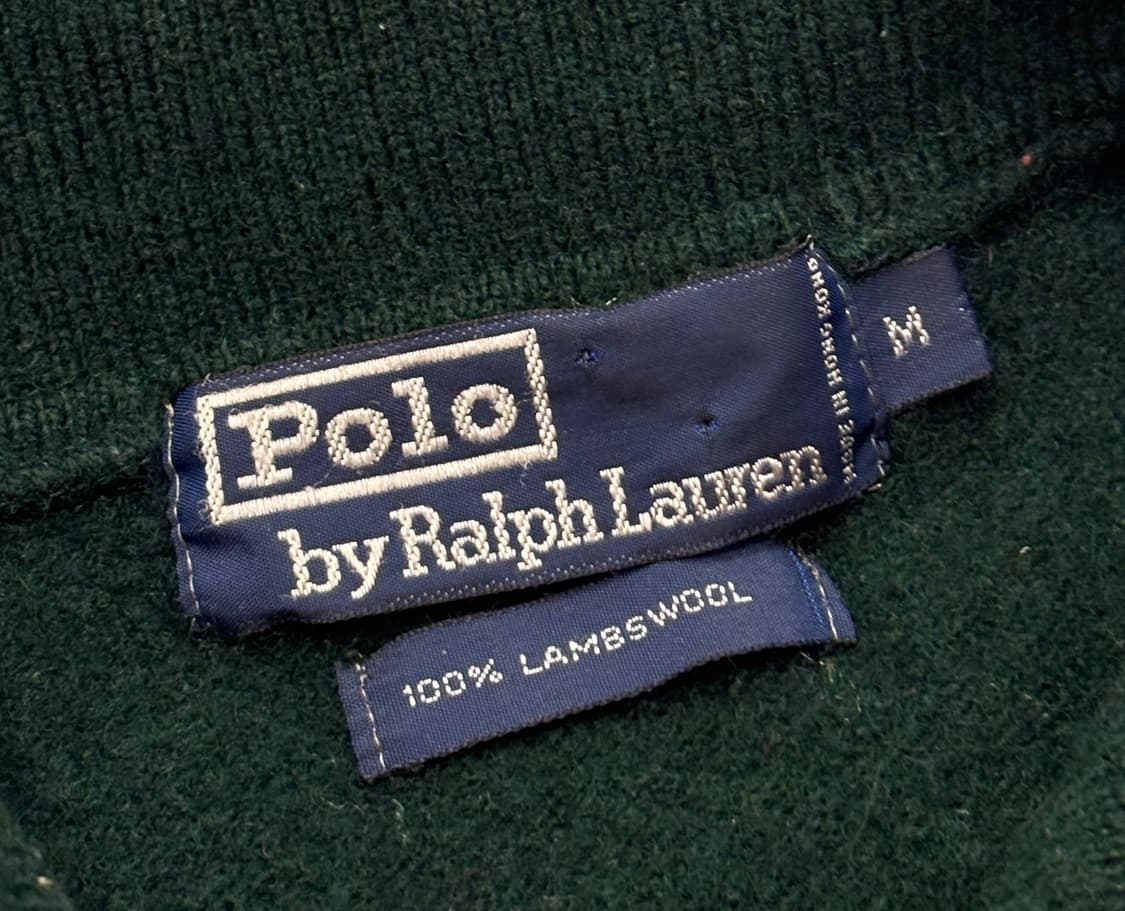 Polo
by Ralph Lauren
MADE IN HONG KONG
M
100% LAMBSWOOL